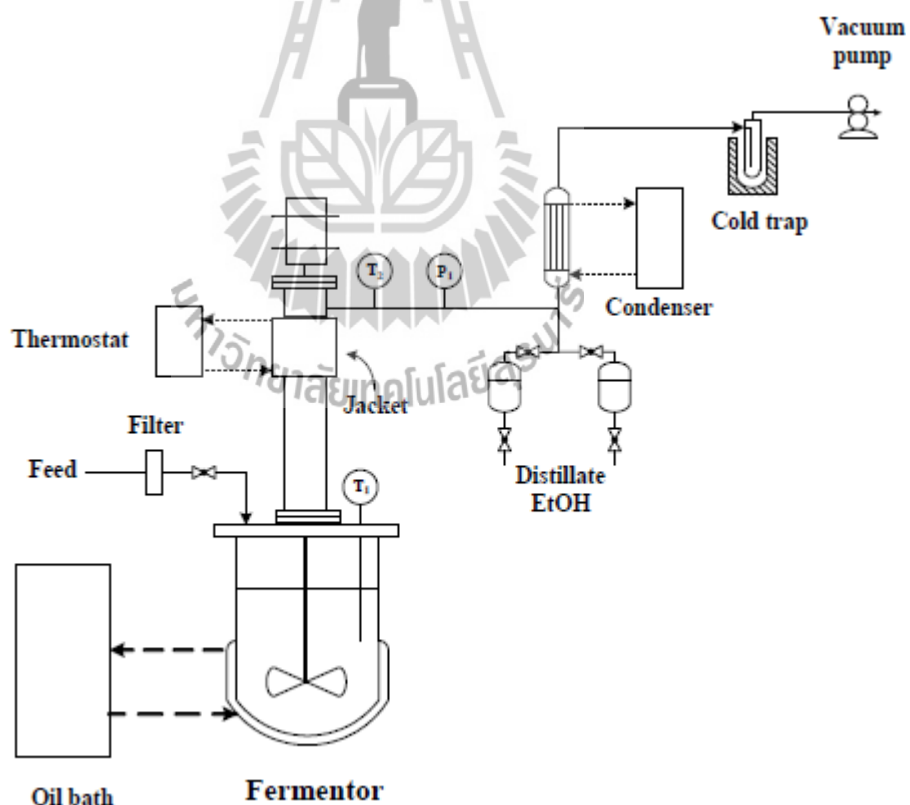 Vacuum
pump
Cold trap
T₂
P₁
Condenser
Thermostat
มหาวิทยาลัยเทคโนโลยีสุรนารี
Jacket
Filter
Feed
Distillate
EtOH
T₁
Oil bath
Fermentor